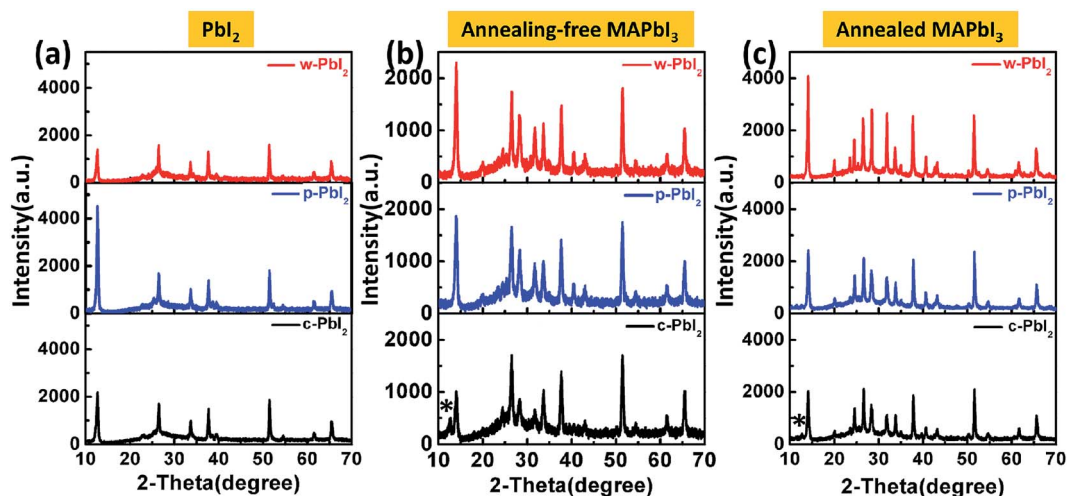 PbI₂
Annealing-free MAPbI₃
Annealed MAPbI₃
(a)
(b)
(c)
Intensity(a.u.)
w-PbI₂
4000
2000
0
p-PbI₂
4000
2000
0
c-PbI₂
4000
2000
0
10 20 30 40 50 60 70
2-Theta(degree)
Intensity(a.u.)
w-PbI₂
2000
1000
0
p-PbI₂
2000
1000
0
c-PbI₂
2000
1000
*
0
10 20 30 40 50 60 70
2-Theta(degree)
Intensity(a.u.)
w-PbI₂
4000
2000
0
p-PbI₂
4000
2000
0
c-PbI₂
4000
2000
*
0
10 20 30 40 50 60 70
2-Theta(degree)